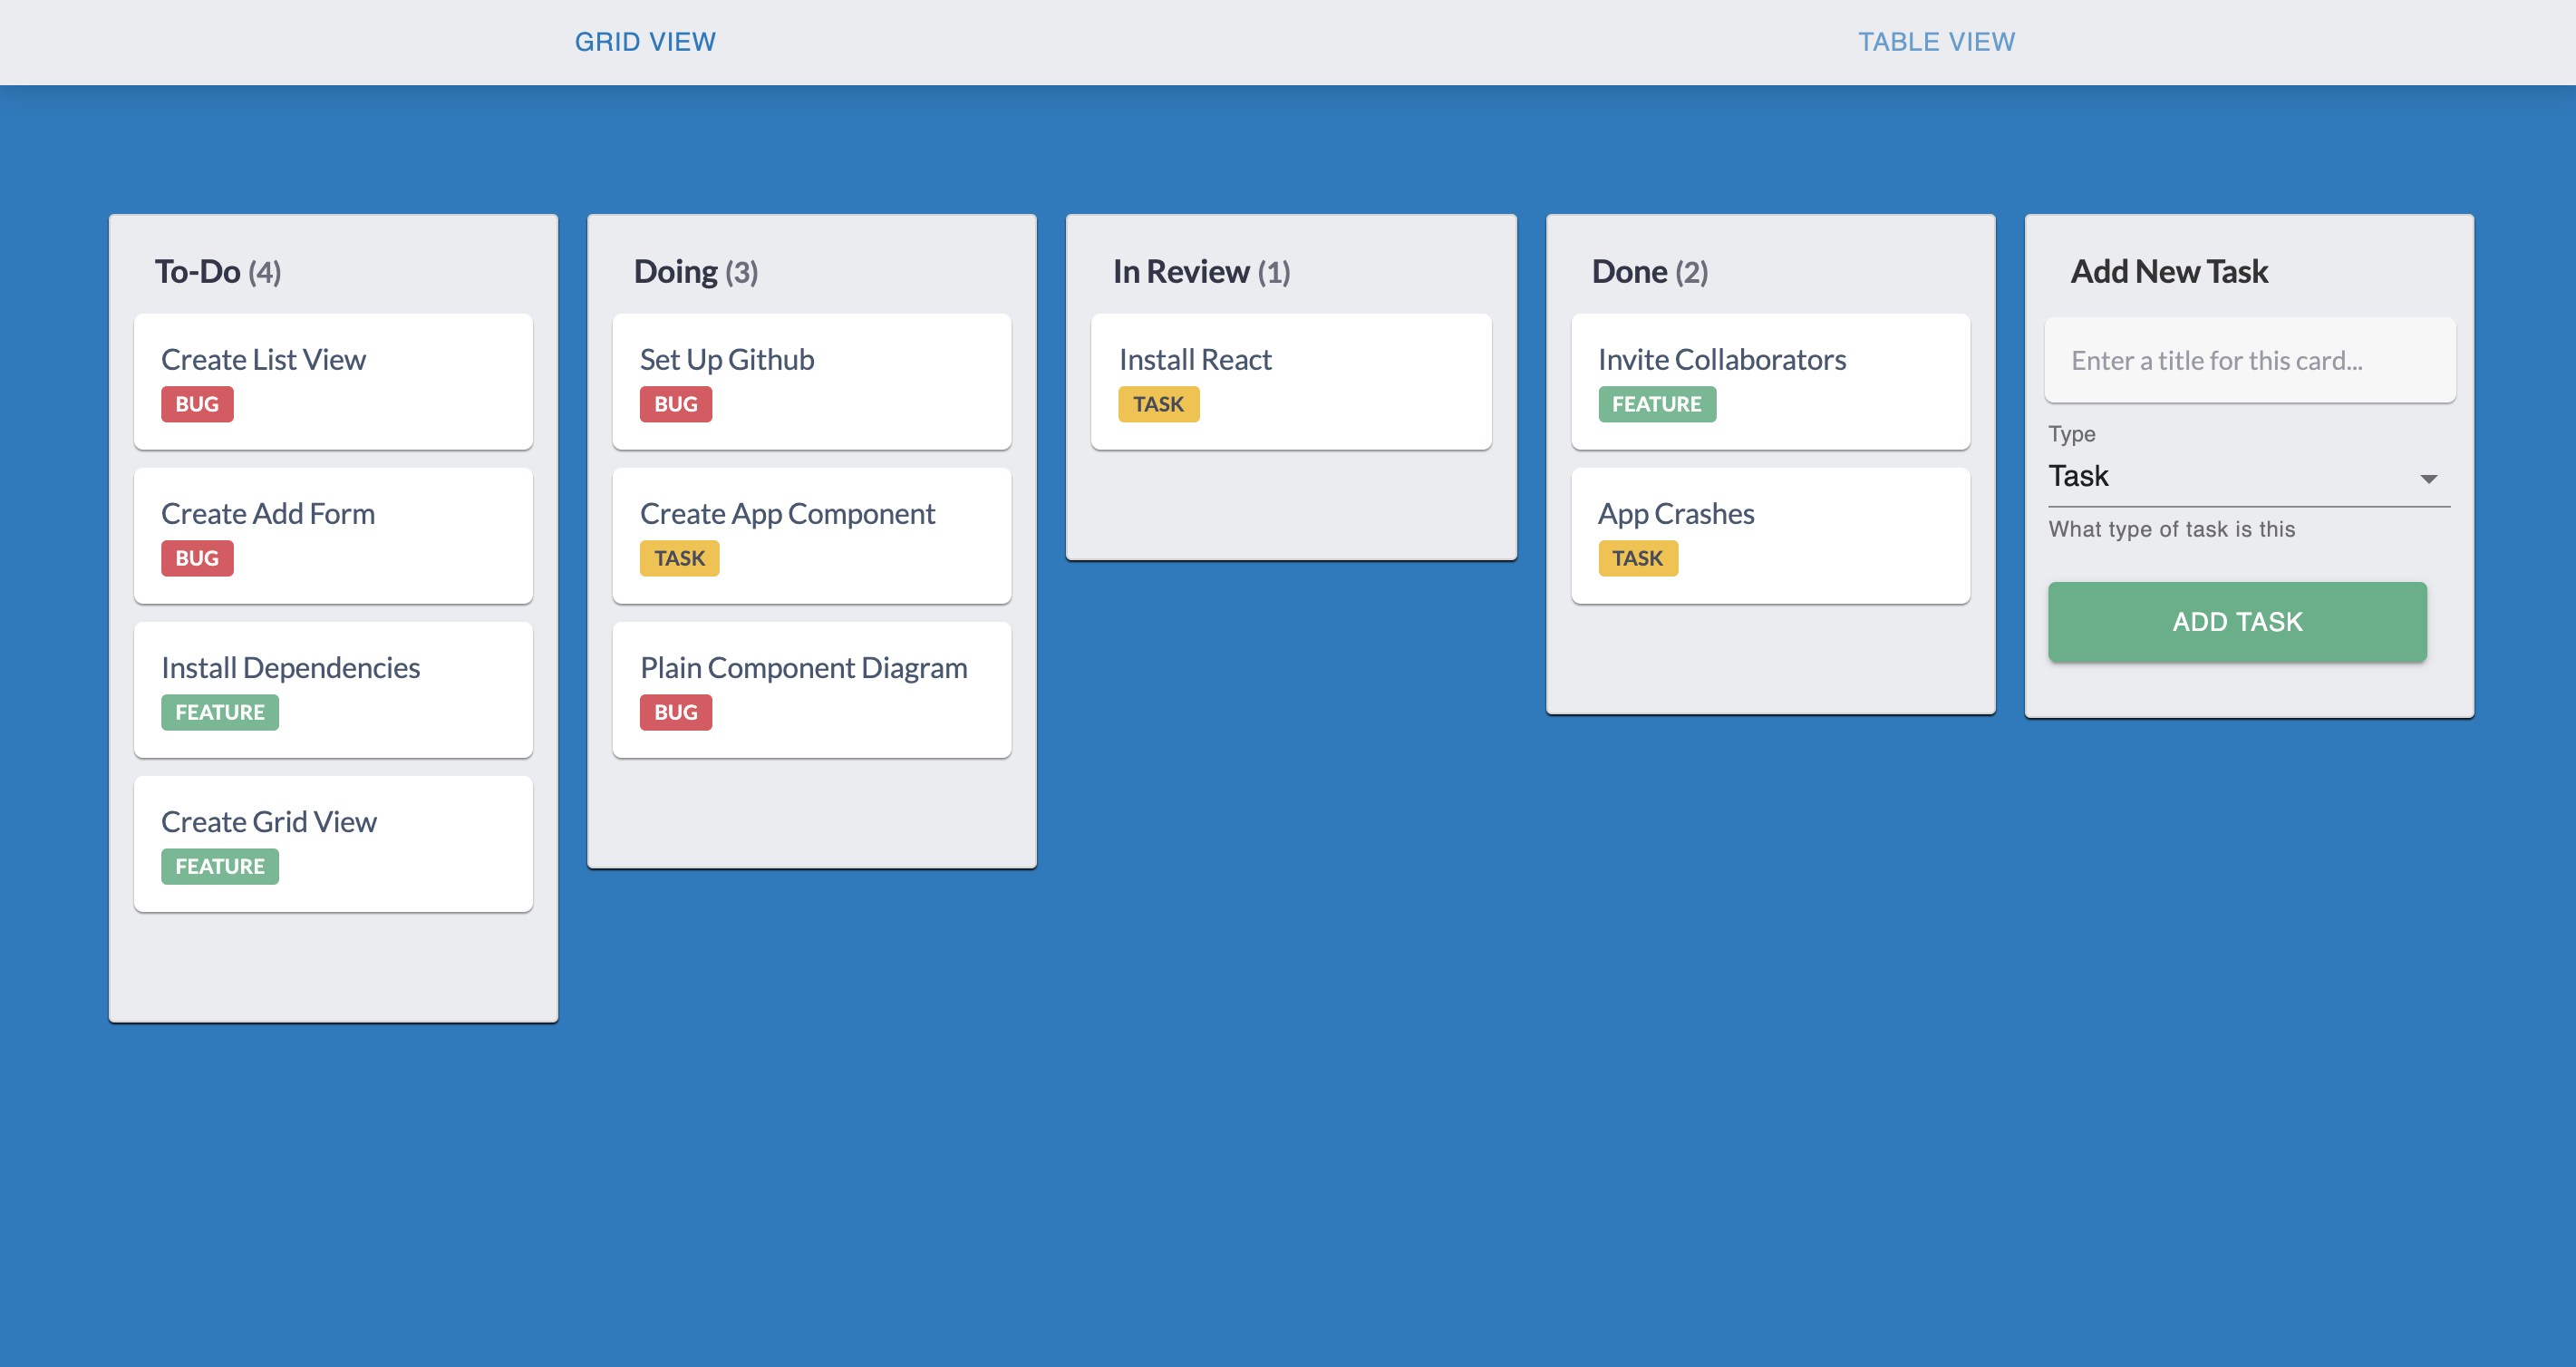 GRID VIEW
TABLE VIEW
To-Do (4)
Create List View
BUG
Create Add Form
BUG
Install Dependencies
FEATURE
Create Grid View
FEATURE
Doing (3)
Set Up Github
BUG
Create App Component
TASK
Plain Component Diagram
BUG
In Review (1)
Install React
TASK
Done (2)
Invite Collaborators
FEATURE
App Crashes
TASK
Add New Task
Enter a title for this card...
Type
Task
What type of task is this
ADD TASK